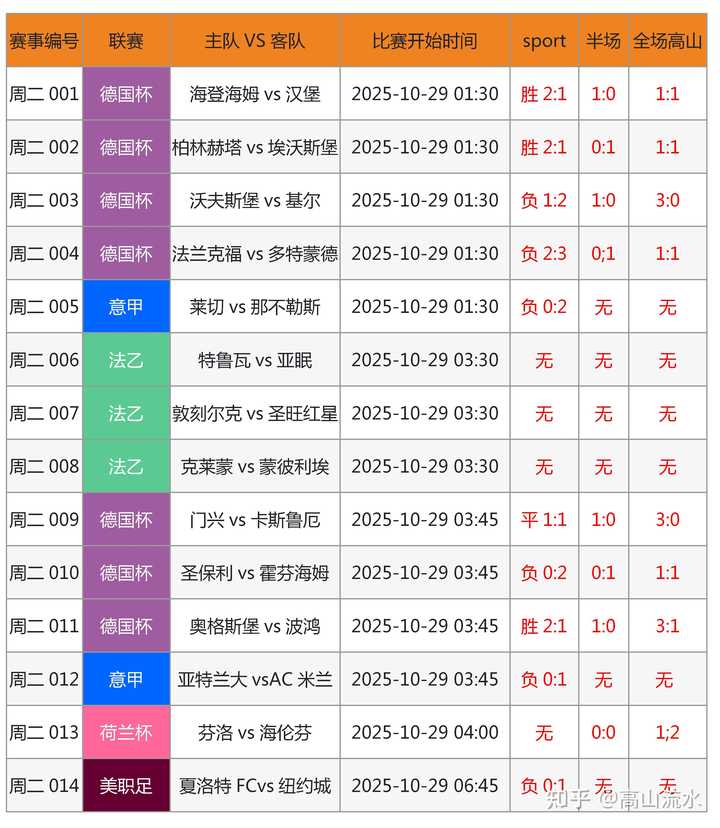 赛事编号 联赛 主队 VS 客队 比赛开始时间 sport 半场 全场高山
周二 001 德国杯 海登海姆 vs 汉堡 2025-10-29 01:30 胜 2:1 1:0 1:1
周二 002 德国杯 柏林赫塔 vs 埃沃斯堡 2025-10-29 01:30 胜 2:1 0:1 1:1
周二 003 德国杯 沃夫斯堡 vs 基尔 2025-10-29 01:30 负 1:2 1:0 3:0
周二 004 德国杯 法兰克福 vs 多特蒙德 2025-10-29 01:30 负 2:3 0;1 1:1
周二 005 意甲 莱切 vs 那不勒斯 2025-10-29 01:30 负 0:2 无 无
周二 006 法乙 特鲁瓦 vs 亚眠 2025-10-29 03:30 无 无 无
周二 007 法乙 敦刻尔克 vs 圣旺红星 2025-10-29 03:30 无 无 无
周二 008 法乙 克莱蒙 vs 蒙彼利埃 2025-10-29 03:30 无 无 无
周二 009 德国杯 门兴 vs 卡斯鲁厄 2025-10-29 03:45 平 1:1 1:0 3:0
周二 010 德国杯 圣保利 vs 霍芬海姆 2025-10-29 03:45 负 0:2 0:1 1:1
周二 011 德国杯 奥格斯堡 vs 波鸿 2025-10-29 03:45 胜 2:1 1:0 3:1
周二 012 意甲 亚特兰大 vsAC 米兰 2025-10-29 03:45 负 0:1 无 无
周二 013 荷兰杯 芬洛 vs 海伦芬 2025-10-29 04:00 无 0:0 1;2
周二 014 美职足 夏洛特 FCvs 纽约城 2025-10-29 06:45 负 0:1 无 无
知乎 @高山流水